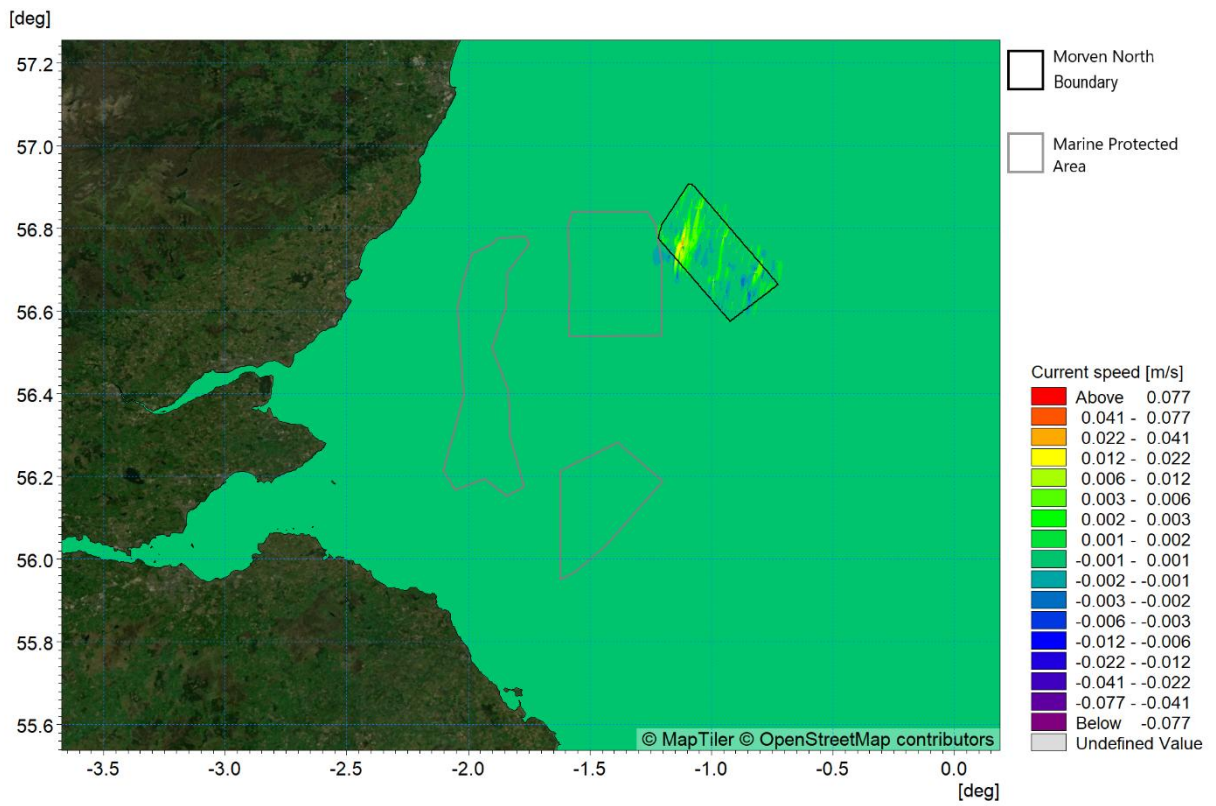 [deg]
57.2
57.0
56.8
56.6
56.4
56.2
56.0
55.8
55.6
-3.5 -3.0 -2.5 -2.0 -1.5 -1.0 -0.5 0.0
[deg]
© MapTiler © OpenStreetMap contributors
Morven North
Boundary
Marine Protected
Area
Current speed [m/s]
Above 0.077
0.041 - 0.077
0.022 - 0.041
0.012 - 0.022
0.006 - 0.012
0.003 - 0.006
0.002 - 0.003
0.001 - 0.002
-0.001 - 0.001
-0.002 - -0.001
-0.003 - -0.002
-0.006 - -0.003
-0.012 - -0.006
-0.022 - -0.012
-0.041 - -0.022
-0.077 - -0.041
Below -0.077
Undefined Value